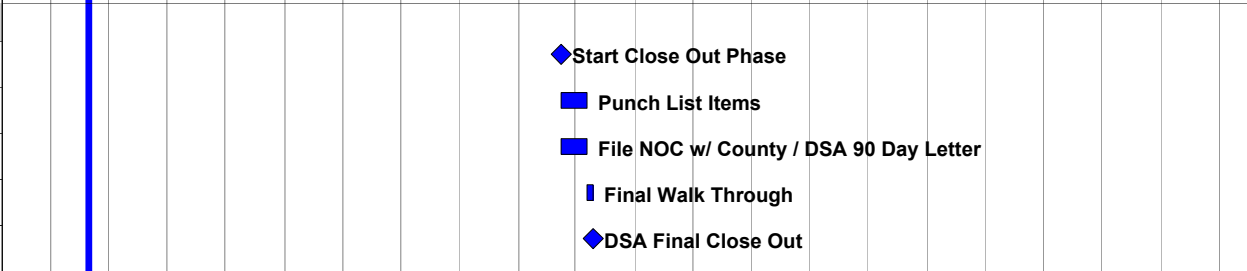 Start Close Out Phase
Punch List Items
File NOC w/ County / DSA 90 Day Letter
Final Walk Through
DSA Final Close Out